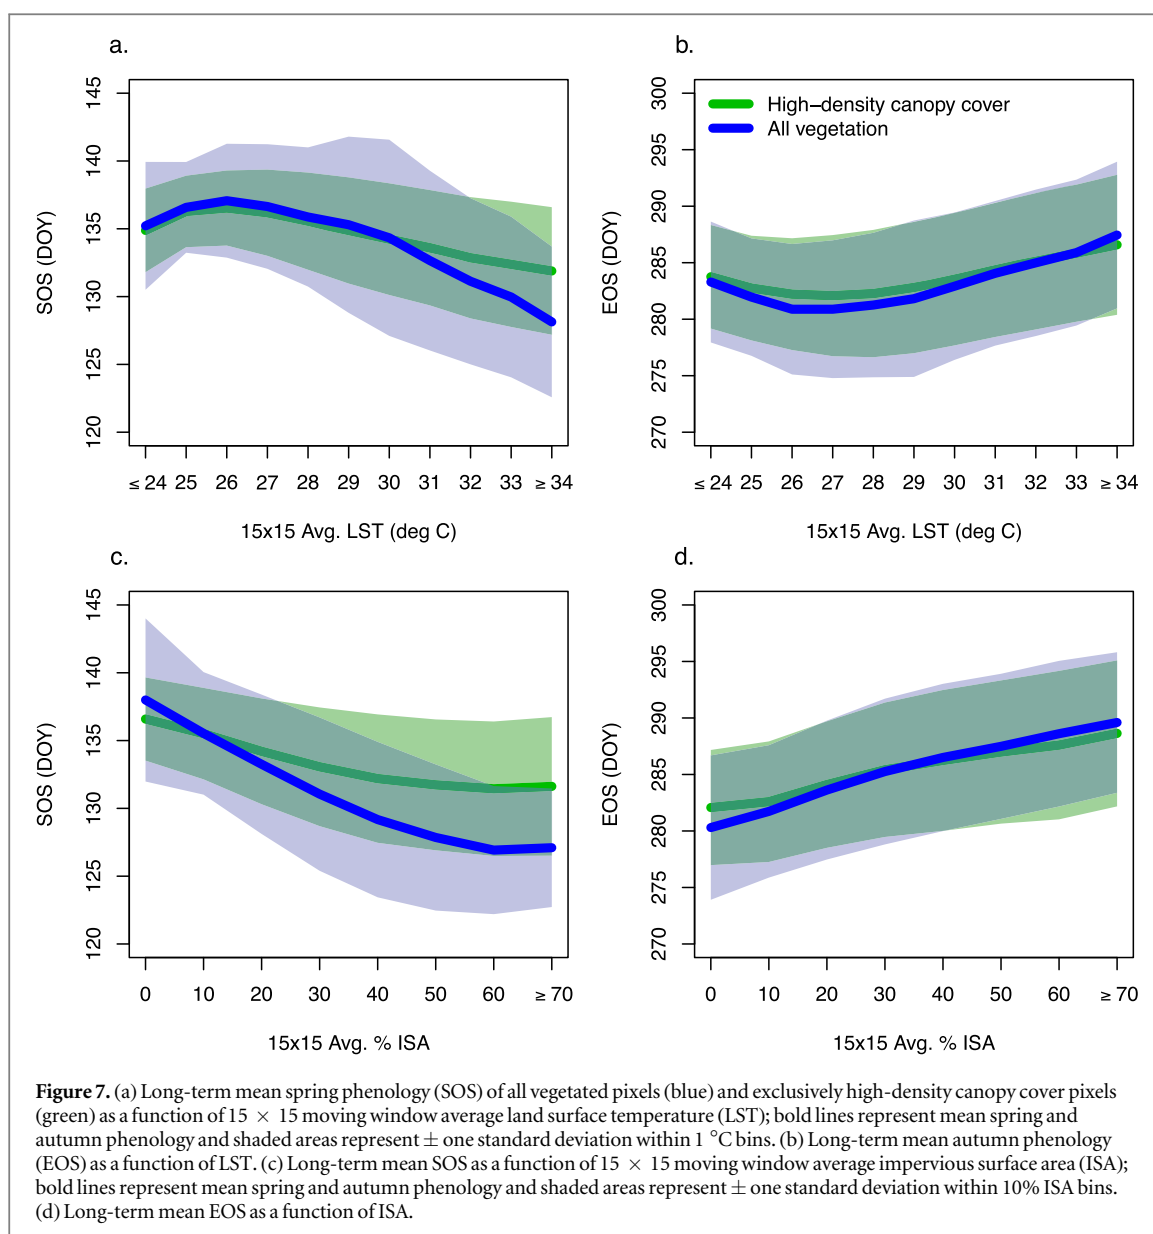 a.
145
140
135
130
125
120
SOS (DOY)
≤ 24 25 26 27 28 29 30 31 32 33 ≥ 34
15x15 Avg. LST (deg C)
b.
High–density canopy cover
All vegetation
300
295
290
285
280
275
270
EOS (DOY)
≤ 24 25 26 27 28 29 30 31 32 33 ≥ 34
15x15 Avg. LST (deg C)
c.
145
140
135
130
125
120
SOS (DOY)
0 10 20 30 40 50 60 ≥ 70
15x15 Avg. % ISA
d.
300
295
290
285
280
275
270
EOS (DOY)
0 10 20 30 40 50 60 ≥ 70
15x15 Avg. % ISA
Figure 7. (a) Long-term mean spring phenology (SOS) of all vegetated pixels (blue) and exclusively high-density canopy cover pixels
(green) as a function of 15 × 15 moving window average land surface temperature (LST); bold lines represent mean spring and
autumn phenology and shaded areas represent ± one standard deviation within 1 °C bins. (b) Long-term mean autumn phenology
(EOS) as a function of LST. (c) Long-term mean SOS as a function of 15 × 15 moving window average impervious surface area (ISA);
bold lines represent mean spring and autumn phenology and shaded areas represent ± one standard deviation within 10% ISA bins.
(d) Long-term mean EOS as a function of ISA.